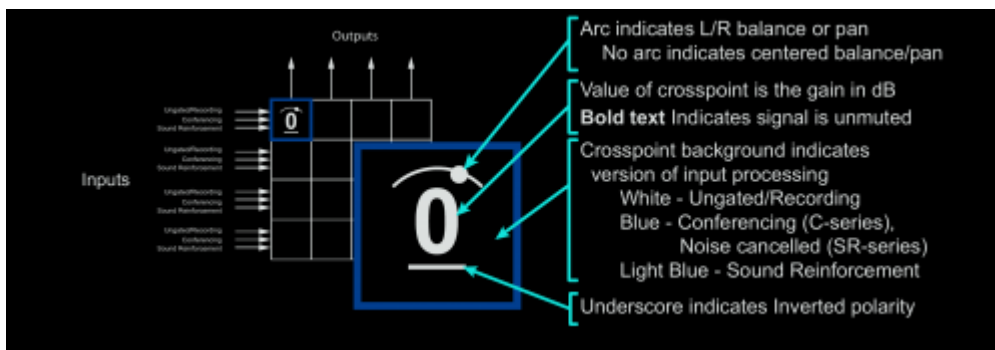 Outputs
Inputs
Ungated/Recording
Conferencing
Sound Reinforcement
Ungated/Recording
Conferencing
Sound Reinforcement
Ungated/Recording
Conferencing
Sound Reinforcement
Ungated/Recording
Conferencing
Sound Reinforcement
0
0
Arc indicates L/R balance or pan
No arc indicates centered balance/pan
Value of crosspoint is the gain in dB
Bold text Indicates signal is unmuted
Crosspoint background indicates
version of input processing
White - Ungated/Recording
Blue - Conferencing (C-series),
Noise cancelled (SR-series)
Light Blue - Sound Reinforcement
Underscore indicates Inverted polarity